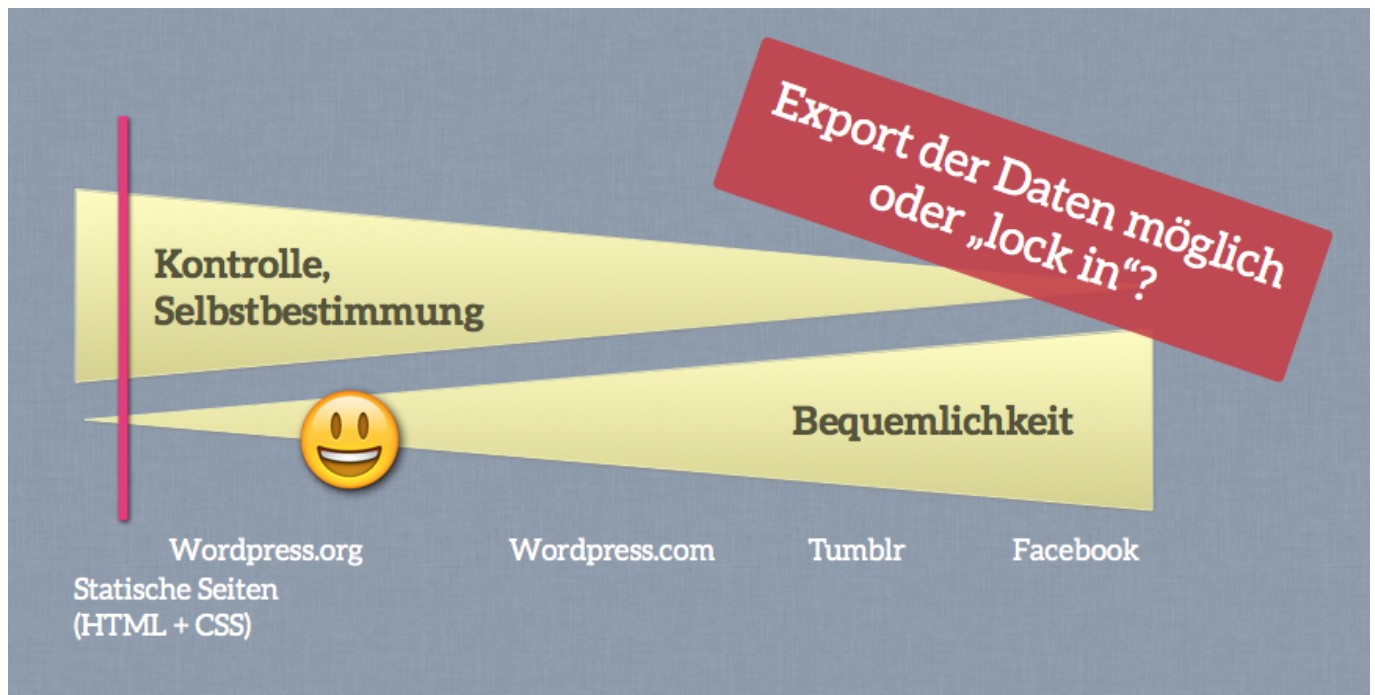 Export der Daten möglich
oder „lock in“?
Kontrolle,
Selbstbestimmung
Bequemlichkeit
Wordpress.org
Wordpress.com
Tumblr
Facebook
Statische Seiten
(HTML + CSS)